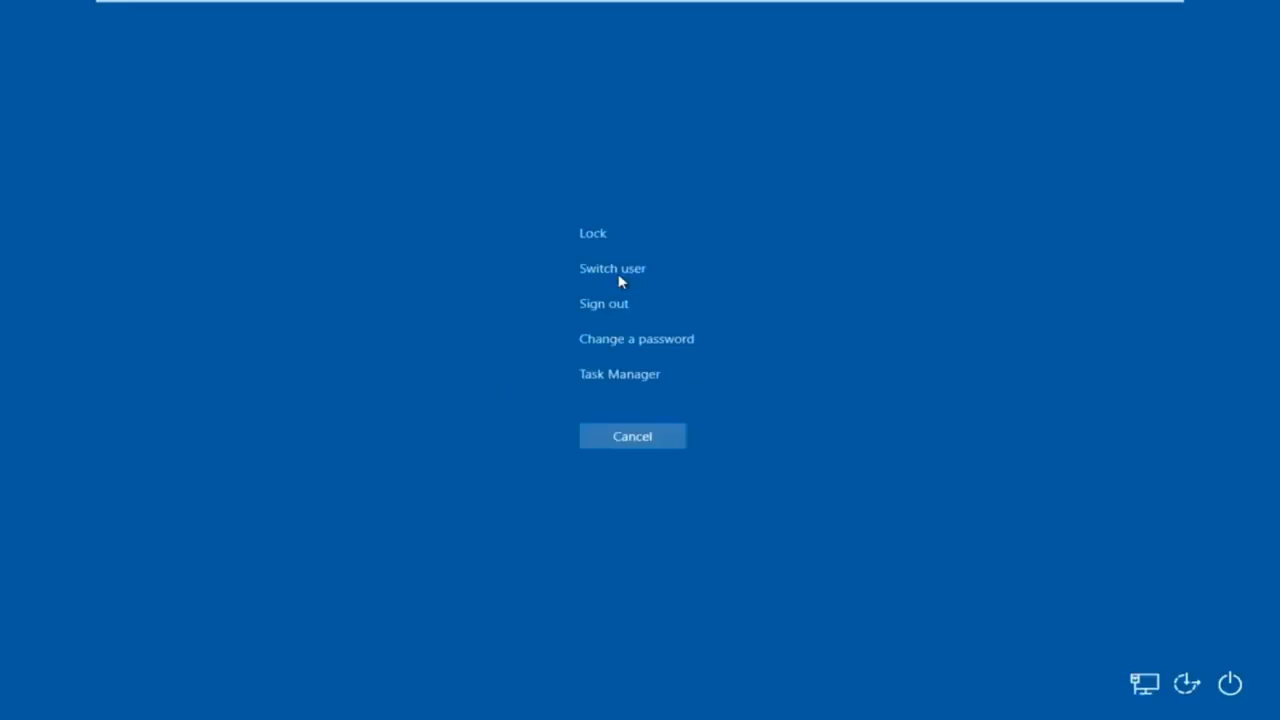 Lock
Switch user
Sign out
Change a password
Task Manager
Cancel